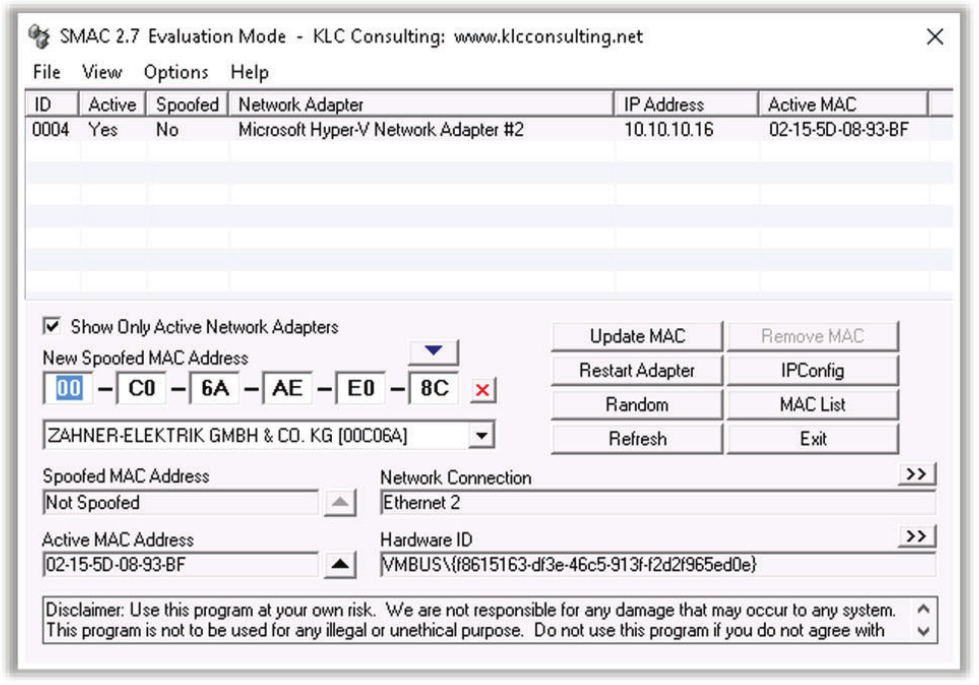 SMAC 2.7 Evaluation Mode - KLC Consulting: www.klcconsulting.net
File View Options Help
ID Active Spoofed Network Adapter IP Address Active MAC
0004 Yes No Microsoft Hyper-V Network Adapter #2 10.10.10.16 02-15-5D-08-93-BF
Show Only Active Network Adapters
New Spoofed MAC Address
00 - C0 - 6A - AE - E0 - 8C
ZAHNER-ELEKTRIK GMBH & CO. KG [00C06A]
Update MAC Remove MAC
Restart Adapter IPConfig
Random MAC List
Refresh Exit
Spoofed MAC Address
Not Spoofed
Network Connection >>
Ethernet 2
Active MAC Address
02-15-5D-08-93-BF
Hardware ID >>
VMBUS\{f8615163-df3e-46c5-913f-f2d2f965ed0e}
Disclaimer: Use this program at your own risk. We are not responsible for any damage that may occur to any system.
This program is not to be used for any illegal or unethical purpose. Do not use this program if you do not agree with